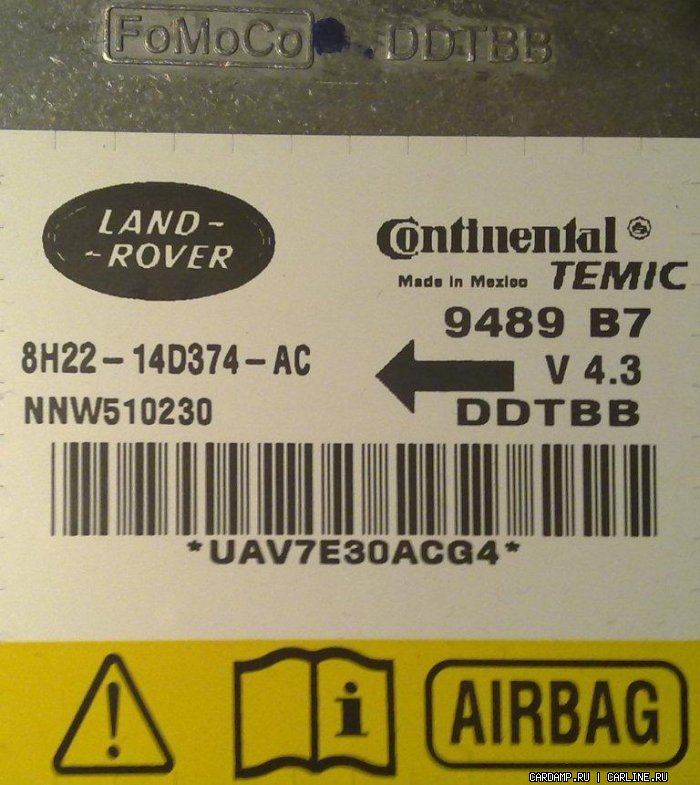 FoMoCo DDTBB
LAND-
-ROVER
Continental ®
Made in Mexico TEMIC
9489 B7
8H22-14D374-AC
V 4.3
NNW510230
DDTBB
*UAV7E30ACG4*
! i AIRBAG
CARDAMP.RU | CARLINE.RU